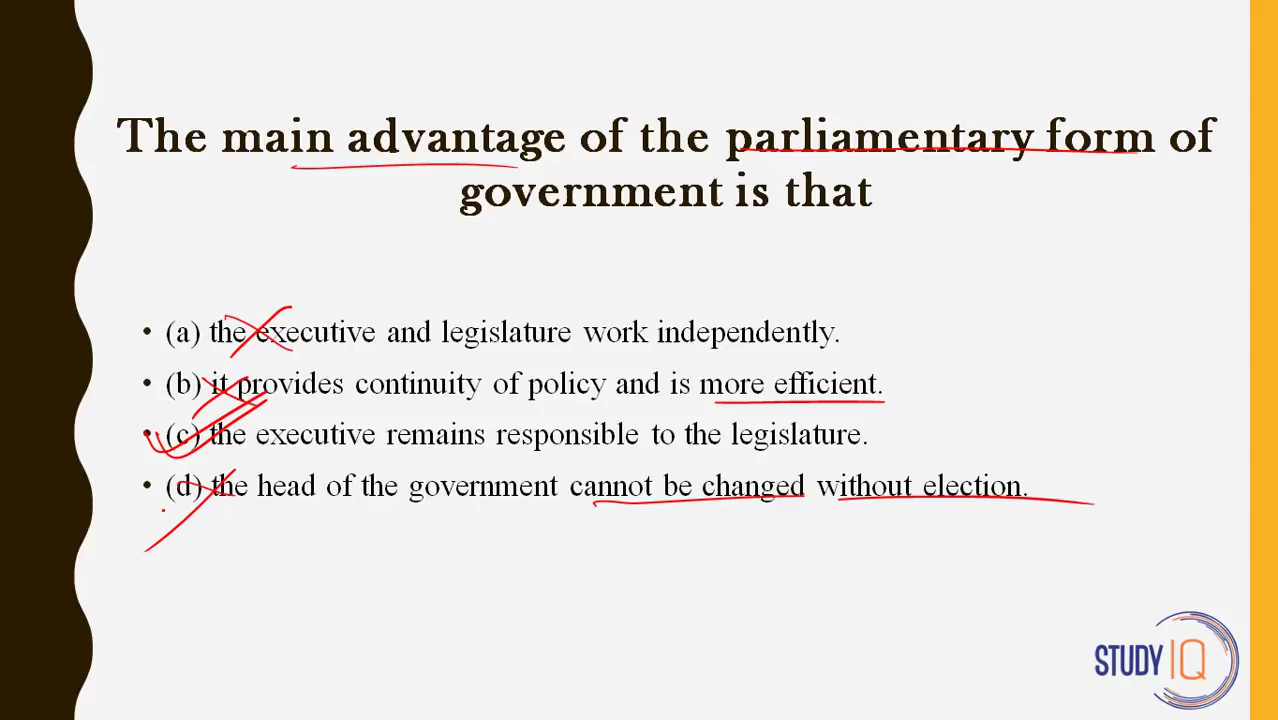 The main advantage of the parliamentary form of
government is that
• (a) the executive and legislature work independently.
• (b) it provides continuity of policy and is more efficient.
• (c) the executive remains responsible to the legislature.
• (d) the head of the government cannot be changed without election.
STUDY IQ